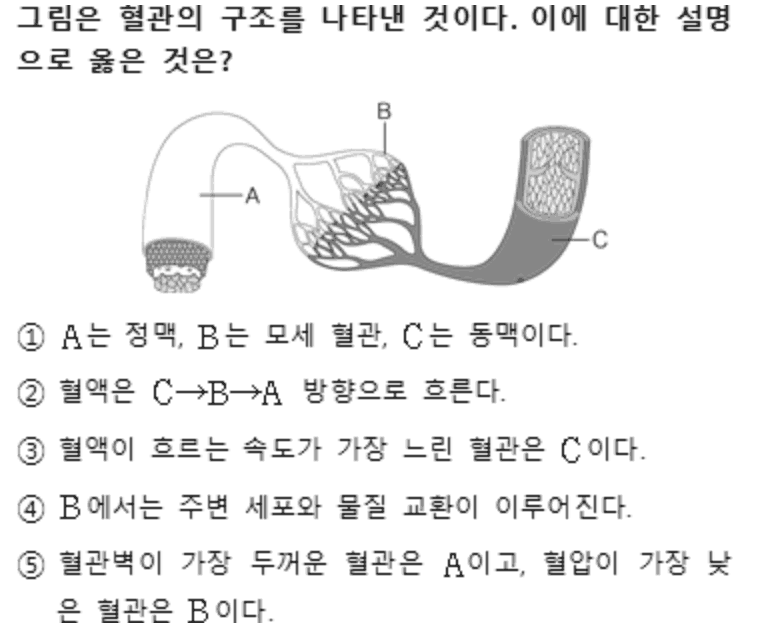 그림은 혈관의 구조를 나타낸 것이다. 이에 대한 설명
으로 옳은 것은?
B
A
C
① A는 정맥, B는 모세 혈관, C는 동맥이다.
② 혈액은 C→B→A 방향으로 흐른다.
③ 혈액이 흐르는 속도가 가장 느린 혈관은 C이다.
④ B에서는 주변 세포와 물질 교환이 이루어진다.
⑤ 혈관벽이 가장 두꺼운 혈관은 A이고, 혈압이 가장 낮
은 혈관은 B이다.